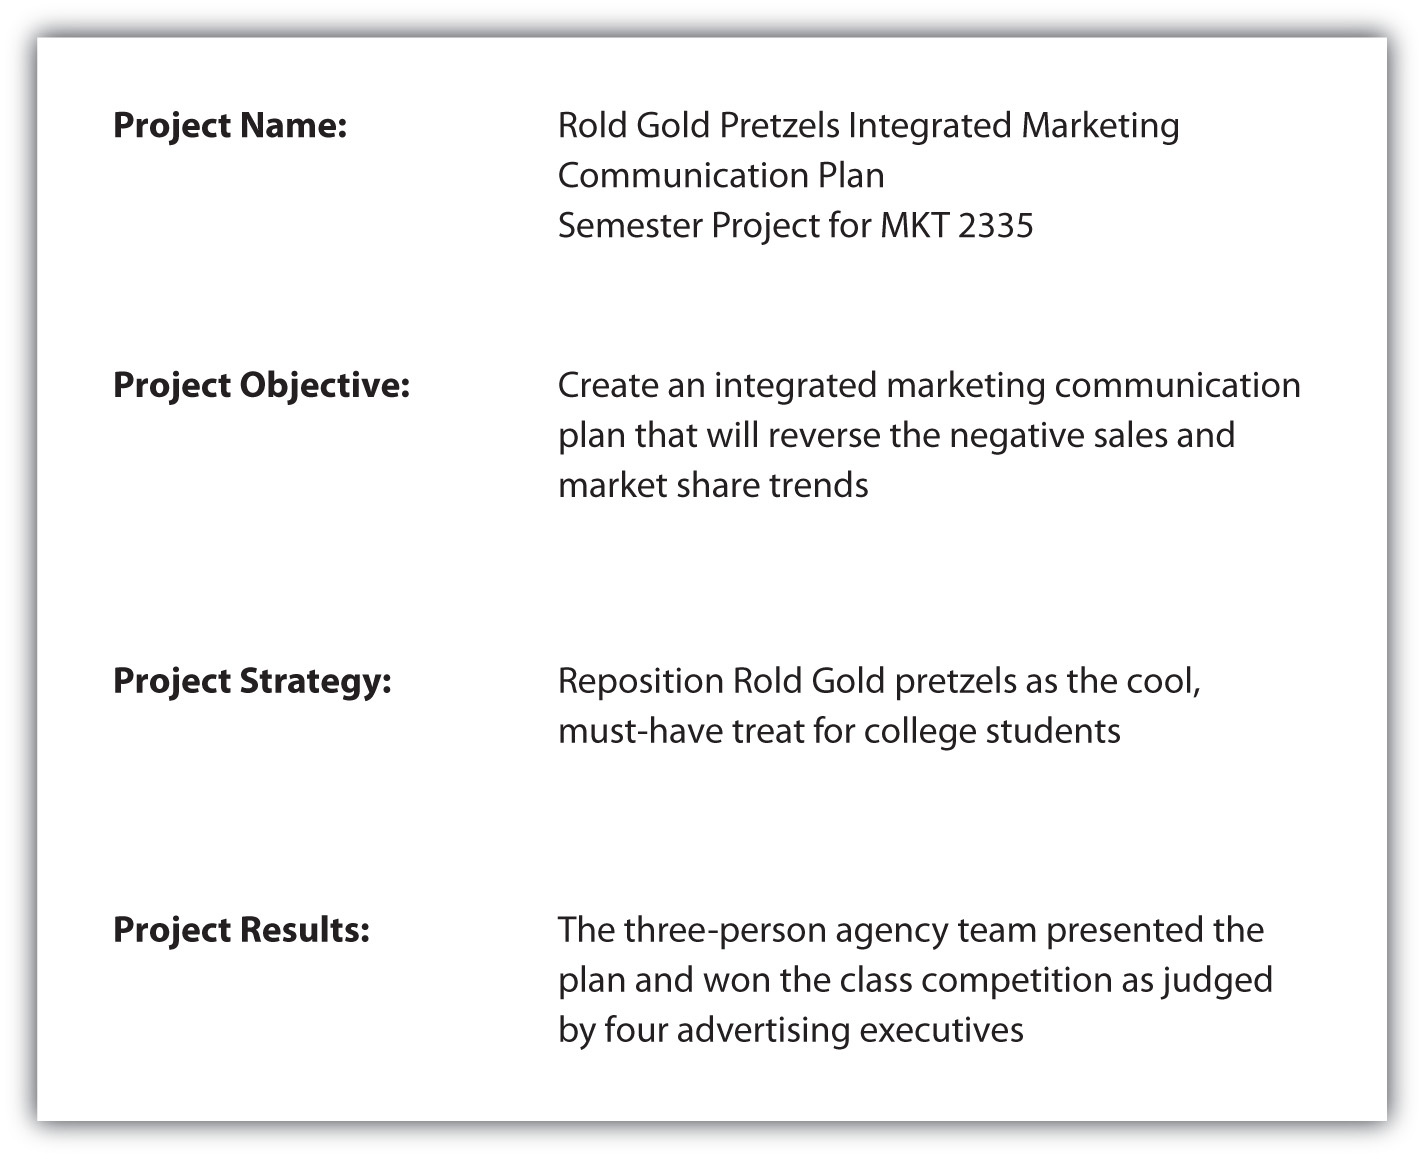 Project Name: Rold Gold Pretzels Integrated Marketing
Communication Plan
Semester Project for MKT 2335
Project Objective: Create an integrated marketing communication
plan that will reverse the negative sales and
market share trends
Project Strategy: Reposition Rold Gold pretzels as the cool,
must-have treat for college students
Project Results: The three-person agency team presented the
plan and won the class competition as judged
by four advertising executives